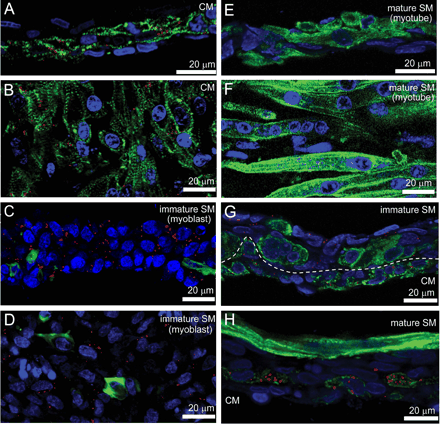 A
CM
20 μm
B
CM
20 μm
C
immature SM
(myoblast)
20 μm
D
immature SM
(myoblast)
20 μm
E
mature SM
(myotube)
20 μm
F
mature SM
(myotube)
20 μm
G
immature SM
CM
20 μm
H
mature SM
CM
20 μm